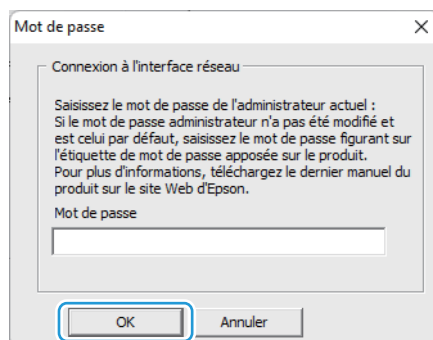 Mot de passe
Connexion à l'interface réseau
Saisissez le mot de passe de l'administrateur actuel :
Si le mot de passe administrateur n'a pas été modifié et
est celui par défaut, saisissez le mot de passe figurant sur
l'étiquette de mot de passe apposée sur le produit.
Pour plus d'informations, téléchargez le dernier manuel du
produit sur le site Web d'Epson.
Mot de passe
OK
Annuler